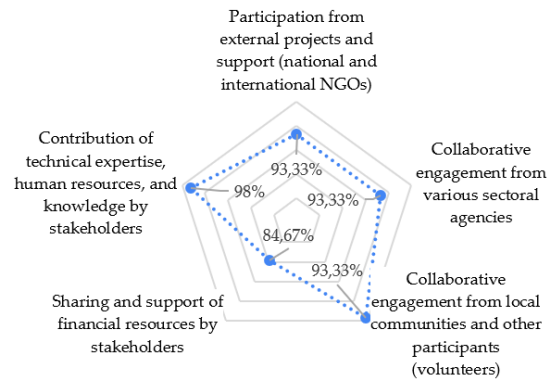 Participation from
external projects and
support (national and
international NGOs)
Contribution of
technical expertise,
human resources, and
knowledge by
stakeholders
Collaborative
engagement from
various sectoral
agencies
93,33%
98%
93,33%
84,67%
93,33%
Sharing and support of
financial resources by
stakeholders
Collaborative
engagement from local
communities and other
participants
(volunteers)